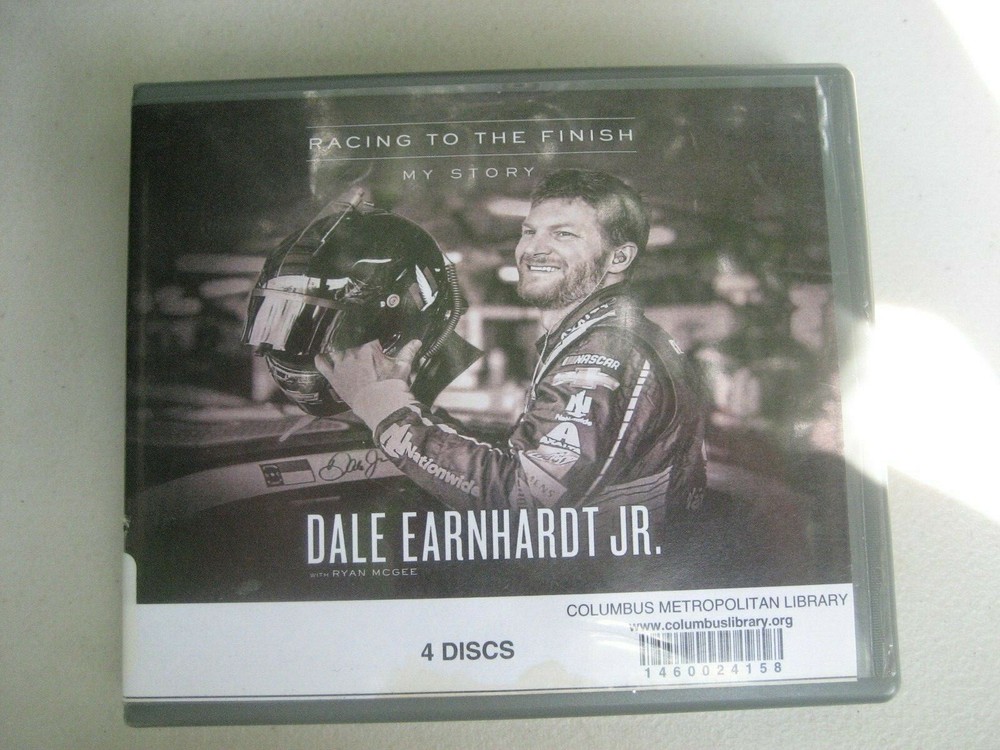 RACING TO THE FINISH
MY STORY
NASCAR
Nationwide
Nationwide
DALE EARNHARDT JR.
WITH RYAN MCGEE
COLUMBUS METROPOLITAN LIBRARY
www.columbuslibrary.org
4 DISCS
1460024158